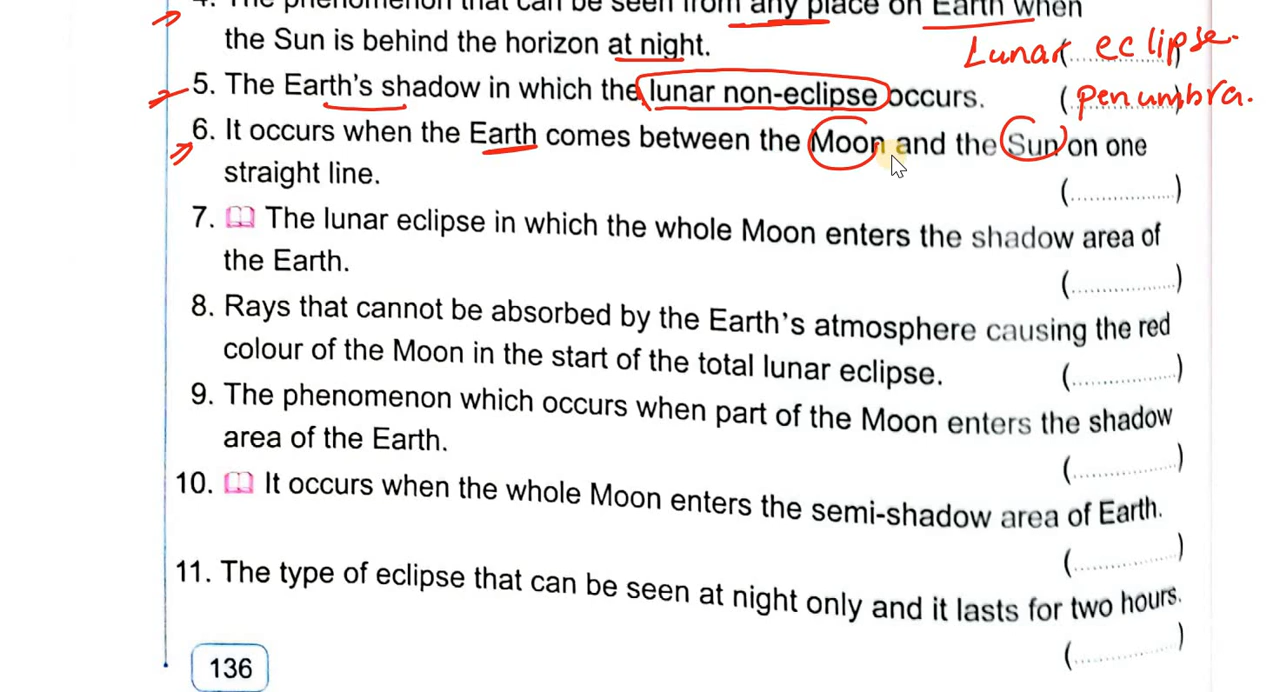 4. The phenomenon that can be seen from any place on Earth when
the Sun is behind the horizon at night.
Lunar eclipse.
(....................)
5. The Earth's shadow in which the lunar non-eclipse occurs.
(penumbra.)
6. It occurs when the Earth comes between the Moon and the Sun on one
straight line.
(....................)
7. The lunar eclipse in which the whole Moon enters the shadow area of
the Earth.
(....................)
8. Rays that cannot be absorbed by the Earth's atmosphere causing the red
colour of the Moon in the start of the total lunar eclipse.
(....................)
9. The phenomenon which occurs when part of the Moon enters the shadow
area of the Earth.
(....................)
10. It occurs when the whole Moon enters the semi-shadow area of Earth.
(....................)
11. The type of eclipse that can be seen at night only and it lasts for two hours.
(....................)
136